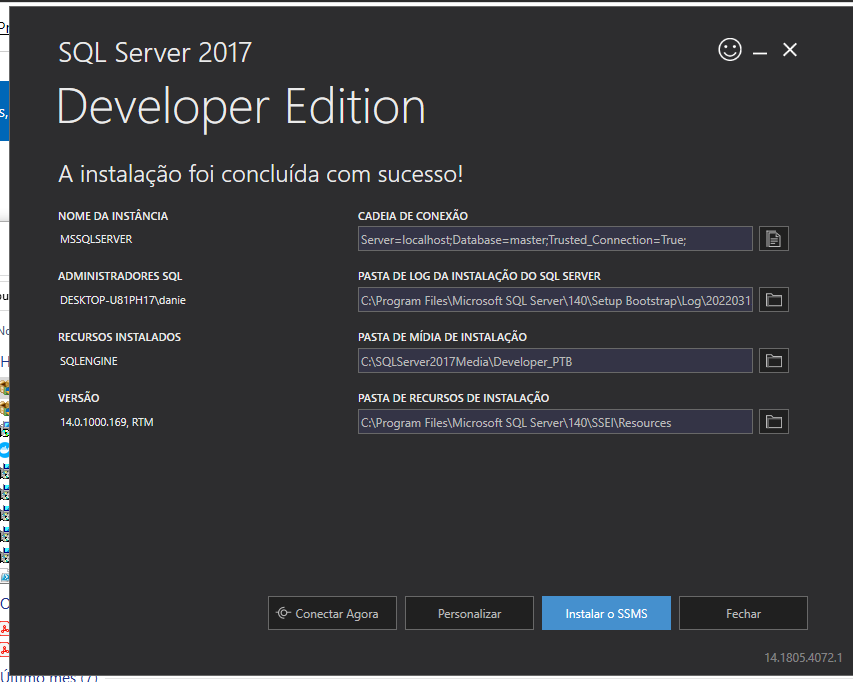 SQL Server 2017
Developer Edition
A instalação foi concluída com sucesso!
NOME DA INSTÂNCIA
MSSQLSERVER
CADEIA DE CONEXÃO
Server=localhost;Database=master;Trusted_Connection=True;
ADMINISTRADORES SQL
DESKTOP-U81PH17\danie
PASTA DE LOG DA INSTALAÇÃO DO SQL SERVER
C:\Program Files\Microsoft SQL Server\140\Setup Bootstrap\Log\2022031
RECURSOS INSTALADOS
SQLENGINE
PASTA DE MÍDIA DE INSTALAÇÃO
C:\SQLServer2017Media\Developer_PTB
VERSÃO
14.0.1000.169, RTM
PASTA DE RECURSOS DE INSTALAÇÃO
C:\Program Files\Microsoft SQL Server\140\SSEI\Resources
Conectar Agora
Personalizar
Instalar o SSMS
Fechar
14.1805.4072.1
Último mês (7)